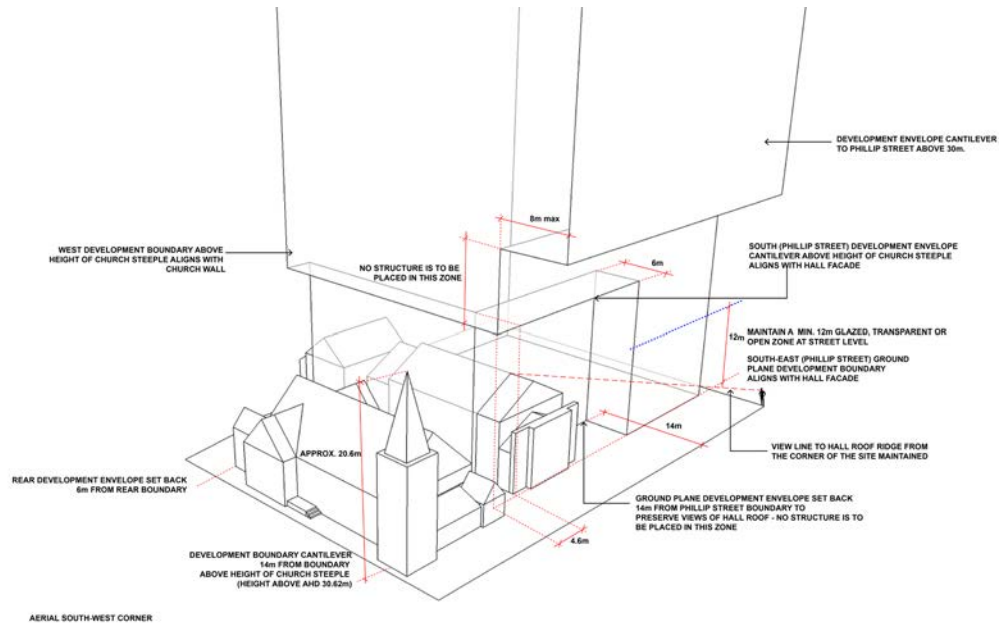 8m max
DEVELOPMENT ENVELOPE CANTILEVER
TO PHILLIP STREET ABOVE 30m.
WEST DEVELOPMENT BOUNDARY ABOVE
HEIGHT OF CHURCH STEEPLE ALIGNS WITH
CHURCH WALL
NO STRUCTURE IS TO BE
PLACED IN THIS ZONE
6m
SOUTH (PHILLIP STREET) DEVELOPMENT ENVELOPE
CANTILEVER ABOVE HEIGHT OF CHURCH STEEPLE
ALIGNS WITH HALL FACADE
12m
MAINTAIN A MIN. 12m GLAZED, TRANSPARENT OR
OPEN ZONE AT STREET LEVEL
SOUTH-EAST (PHILLIP STREET) GROUND
PLANE DEVELOPMENT BOUNDARY
ALIGNS WITH HALL FACADE
14m
VIEW LINE TO HALL ROOF RIDGE FROM
THE CORNER OF THE SITE MAINTAINED
APPROX. 20.6m
REAR DEVELOPMENT ENVELOPE SET BACK
6m FROM REAR BOUNDARY
GROUND PLANE DEVELOPMENT ENVELOPE SET BACK
14m FROM PHILLIP STREET BOUNDARY TO
PRESERVE VIEWS OF HALL ROOF - NO STRUCTURE IS TO
BE PLACED IN THIS ZONE
4.6m
DEVELOPMENT BOUNDARY CANTILEVER
14m FROM BOUNDARY
ABOVE HEIGHT OF CHURCH STEEPLE
(HEIGHT ABOVE AHD 30.62m)
AERIAL SOUTH-WEST CORNER